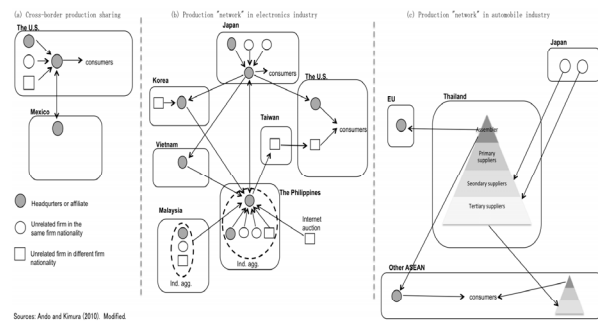 (a) Cross-border production sharing
(b) Production "network" in electronics industry
(c) Production "network" in automobile industry
The U.S.
consumers
Mexico
Headqurters or affiliate
Unrelated firm in the
same firm nationality
Unrelated firm in different firm
nationality
Japan
consumers
Korea
The U.S.
consumers
Taiwan
Vietnam
The Philippines
Malaysia
Internet
auction
Ind. agg.
Ind. agg.
Japan
EU
Thailand
Assembler
Primary
suppliers
Seondary suppliers
Tertiary suppliers
Other ASEAN
consumers
Sources: Ando and Kimura (2010). Modified.